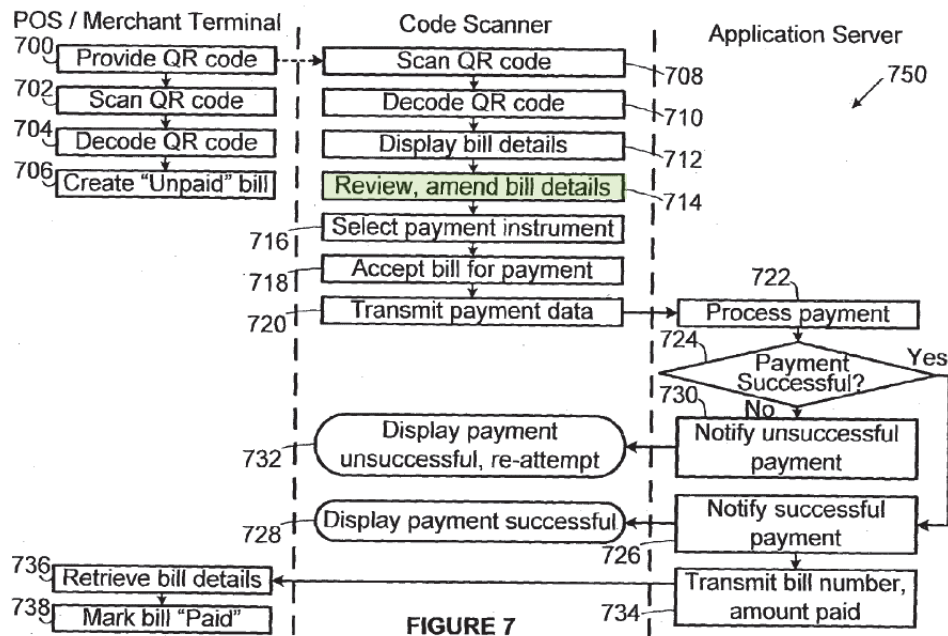 POS / Merchant Terminal
Code Scanner
Application Server
700
Provide QR code
Scan QR code
708
750
702
Scan QR code
Decode QR code
710
704
Decode QR code
Display bill details
712
706
Create “Unpaid” bill
Review, amend bill details
714
716
Select payment instrument
718
Accept bill for payment
722
720
Transmit payment data
Process payment
724
Payment
Successful?
Yes
730
No
732
Display payment
unsuccessful, re-attempt
Notify unsuccessful
payment
728
Display payment successful
726
Notify successful
payment
736
Retrieve bill details
734
Transmit bill number,
amount paid
738
Mark bill “Paid”
FIGURE 7